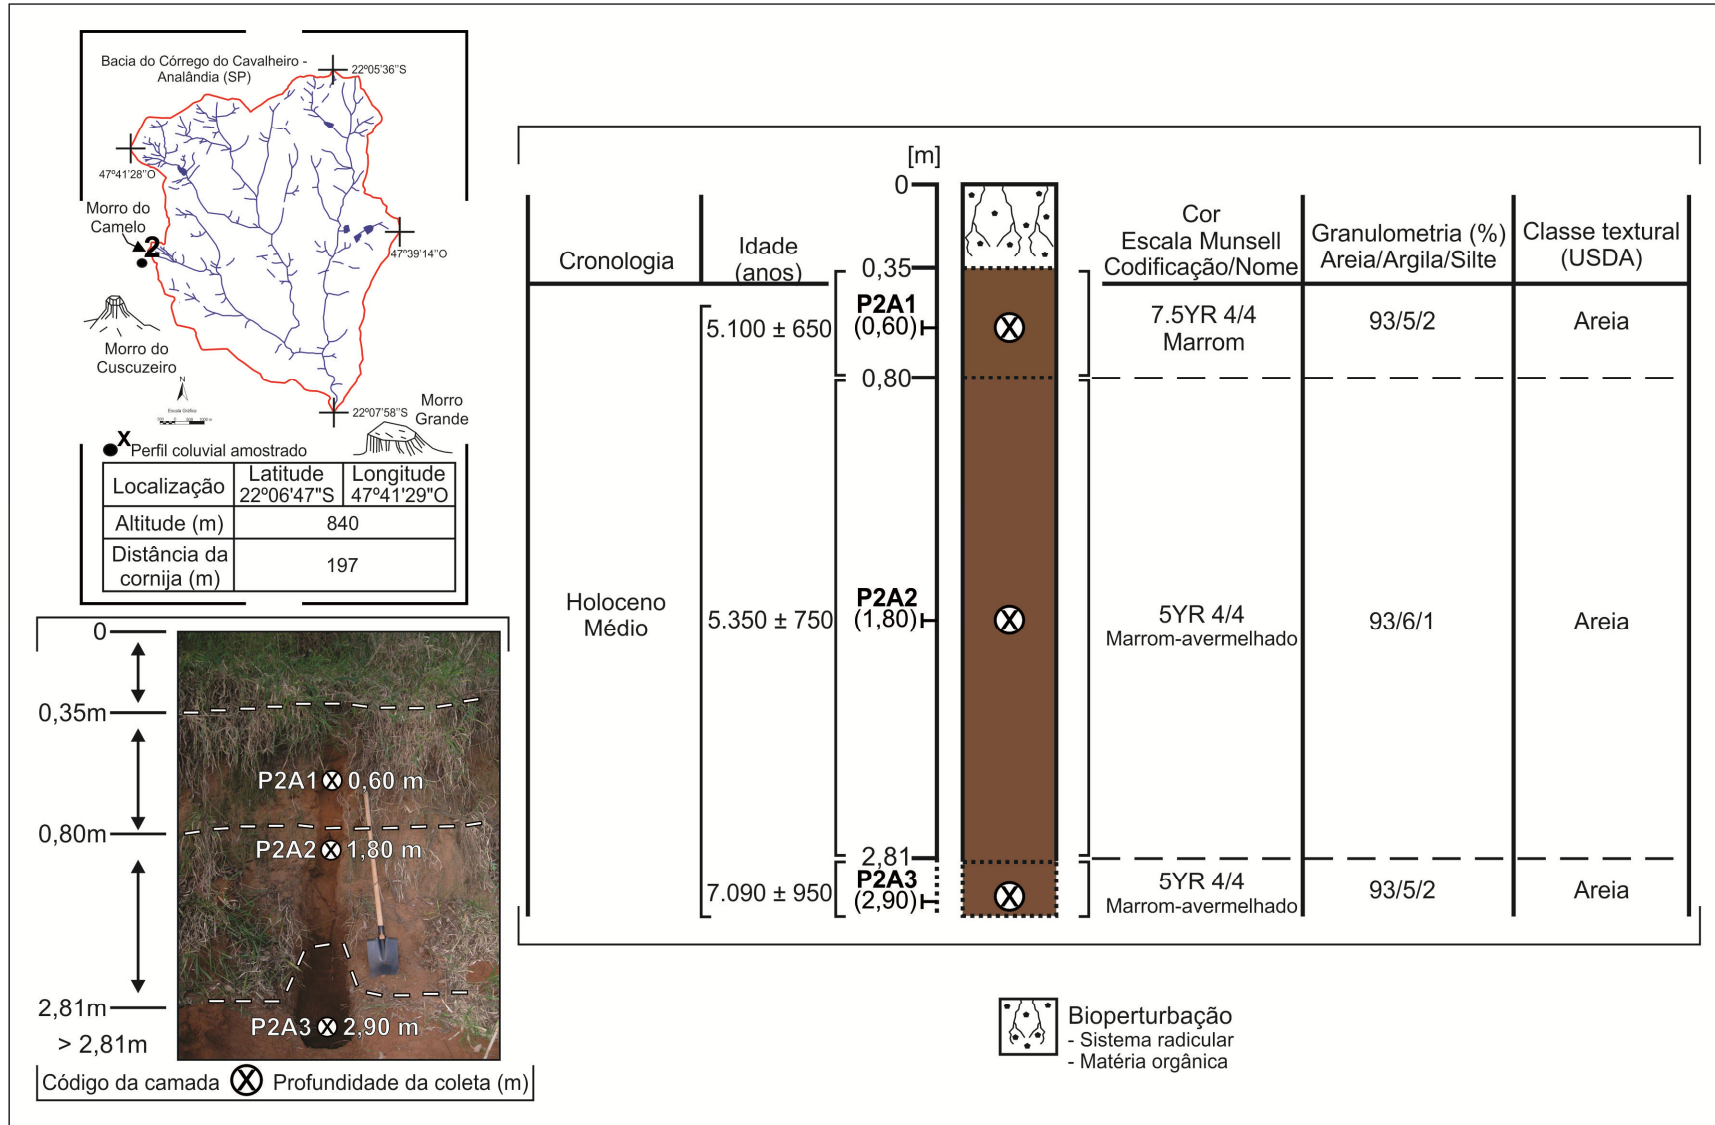 Bacia do Córrego do Cavalheiro -
Analândia (SP)
22º05'36''S
47º41'28''O
Morro do
Camelo
2
47º39'14''O
Morro do
Cuscuzeiro
N
Escala Gráfica
22º07'58''S
Morro
Grande
X
Perfil coluvial amostrado
Localização
Latitude
22º06'47"S
Longitude
47º41'29"O
Altitude (m)
840
Distância da
cornija (m)
197
0
0,35m
0,80m
2,81m
> 2,81m
P2A1 X 0,60 m
P2A2 X 1,80 m
P2A3 X 2,90 m
Código da camada X Profundidade da coleta (m)
[m]
0
0,35
0,80
2,81
Cronologia
Idade
(anos)
Cor
Escala Munsell
Codificação/Nome
Granulometria (%)
Areia/Argila/Silte
Classe textural
(USDA)
5.100 ± 650
P2A1
(0,60)
X
7.5YR 4/4
Marrom
93/5/2
Areia
Holoceno
Médio
5.350 ± 750
P2A2
(1,80)
X
5YR 4/4
Marrom-avermelhado
93/6/1
Areia
7.090 ± 950
P2A3
(2,90)
X
5YR 4/4
Marrom-avermelhado
93/5/2
Areia
Bioperturbação
- Sistema radicular
- Matéria orgânica